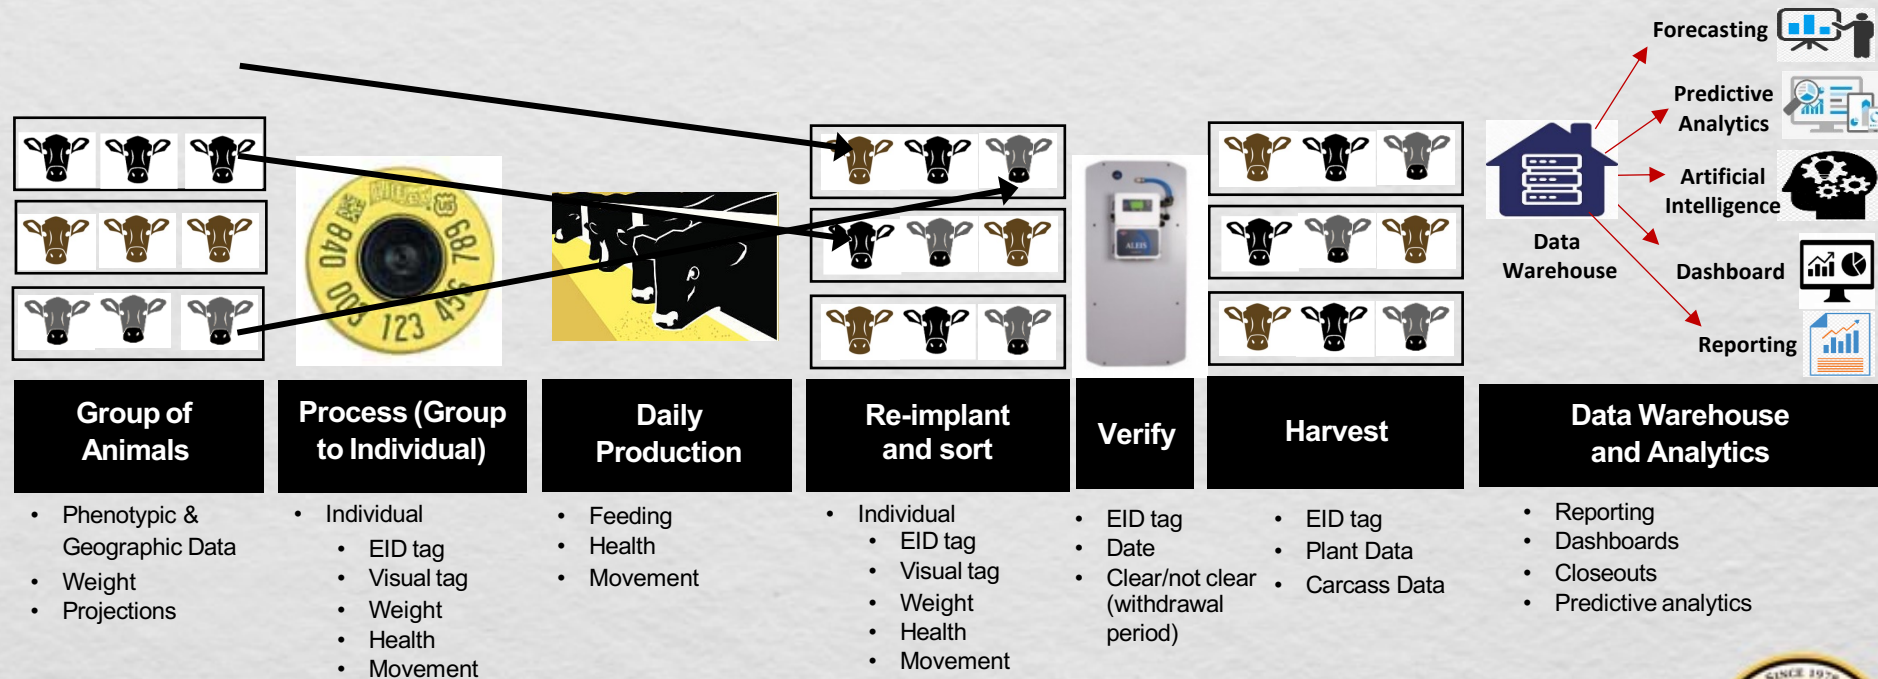 Forecasting
Predictive
Analytics
Artificial
Intelligence
Dashboard
Reporting
Data
Warehouse
840
003
123
456
789
US
ALEIS
Group of
Animals
• Phenotypic &
Geographic Data
• Weight
• Projections
Process (Group
to Individual)
• Individual
• EID tag
• Visual tag
• Weight
• Health
• Movement
Daily
Production
• Feeding
• Health
• Movement
Re-implant
and sort
• Individual
• EID tag
• Visual tag
• Weight
• Health
• Movement
Verify
• EID tag
• Date
• Clear/not clear
(withdrawal
period)
Harvest
• EID tag
• Plant Data
• Carcass Data
Data Warehouse
and Analytics
• Reporting
• Dashboards
• Closeouts
• Predictive analytics
SINCE 1978